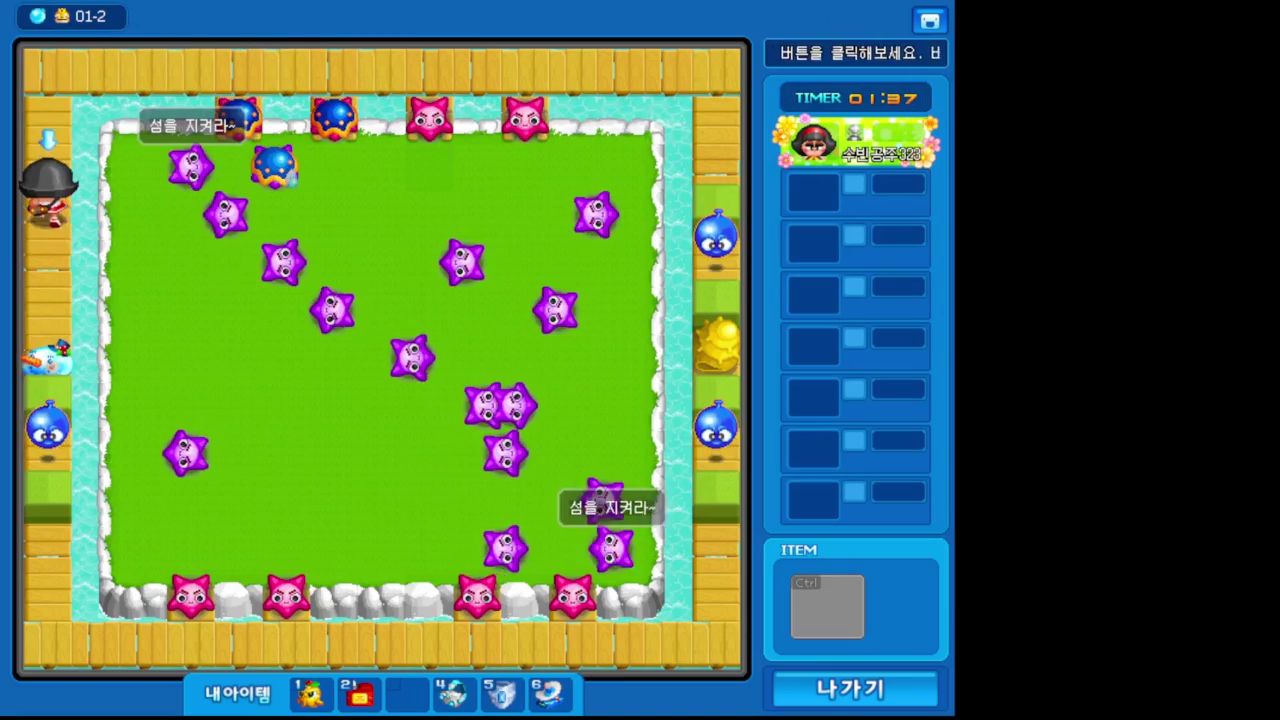 01-2
버튼을 클릭해보세요. ㅂ
TIMER 01:37
섬을 지켜라~
수빈공주323
섬을 지켜라~
ITEM
Ctrl
내아이템
1
2
4
5
6
나가기